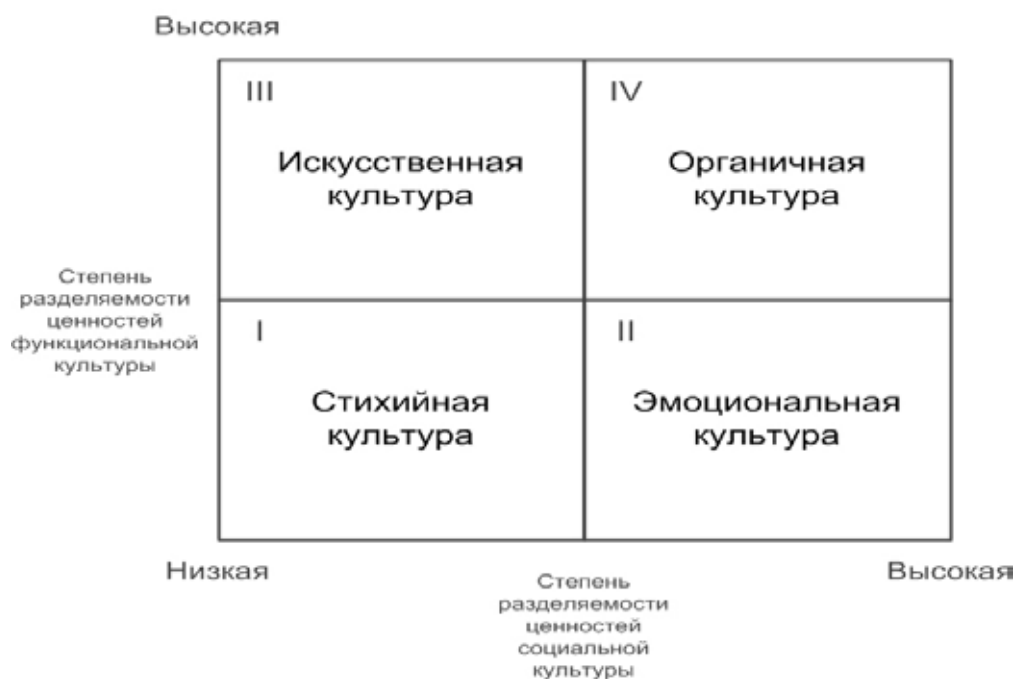 Высокая
III
Искусственная
культура
IV
Органичная
культура
Степень
разделяемости
ценностей
функциональной
культуры
I
Стихийная
культура
II
Эмоциональная
культура
Низкая
Высокая
Степень
разделяемости
ценностей
социальной
культуры